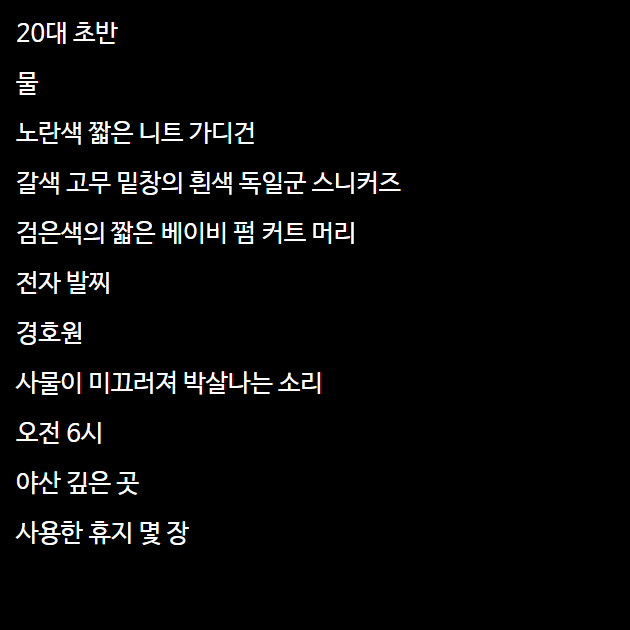 20대 초반
물
노란색 짧은 니트 가디건
갈색 고무 밑창의 흰색 독일군 스니커즈
검은색의 짧은 베이비 펌 커트 머리
전자 발찌
경호원
사물이 미끄러져 박살나는 소리
오전 6시
야산 깊은 곳
사용한 휴지 몇 장